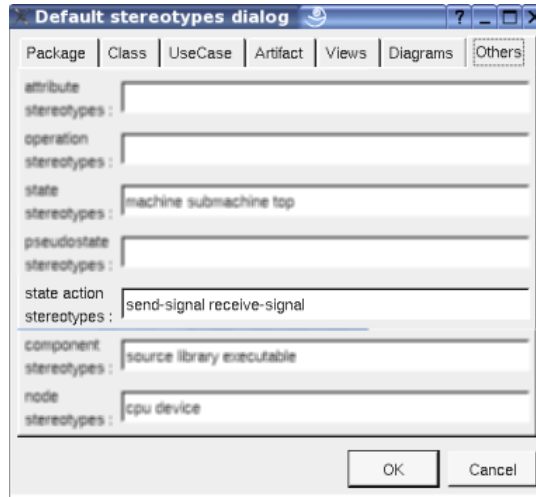 Default stereotypes dialog
Package Class UseCase Artifact Views Diagrams Others
attribute
stereotypes :
operation
stereotypes :
state
stereotypes : machine submachine top
pseudostate
stereotypes :
state action
stereotypes : send-signal receive-signal
component
stereotypes : source library executable
node
stereotypes : cpu device
OK Cancel